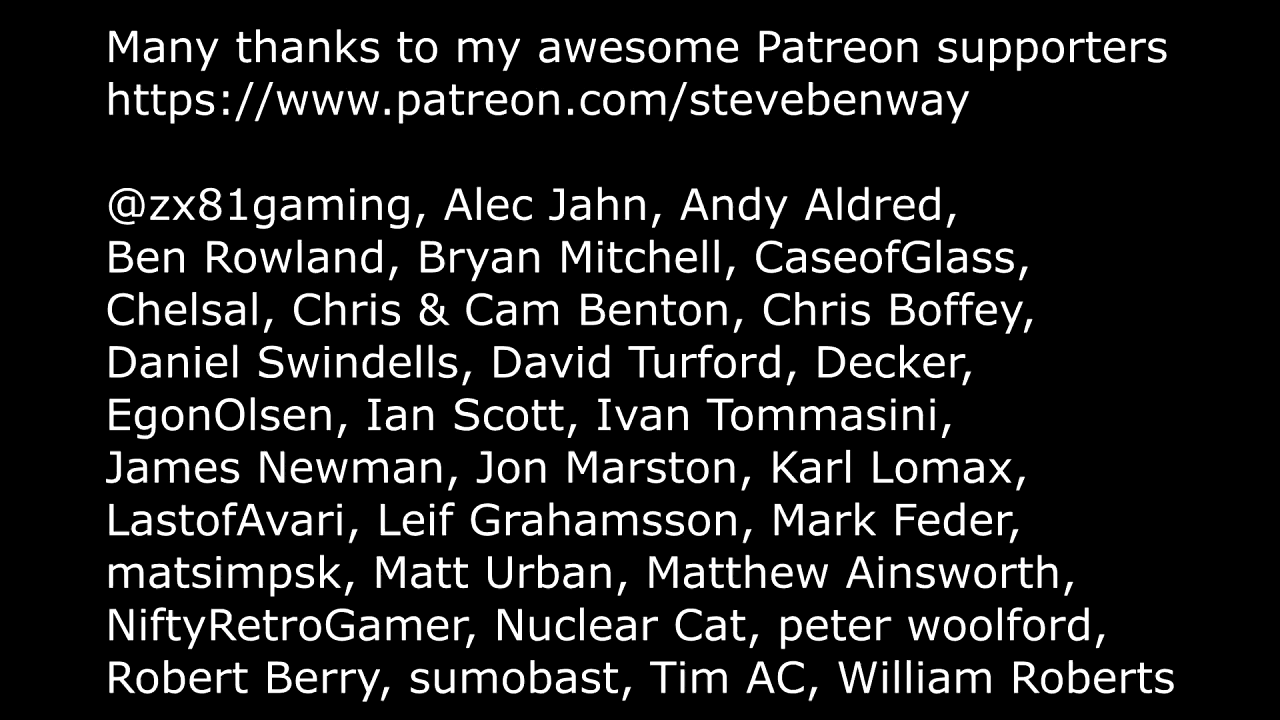 Many thanks to my awesome Patreon supporters
https://www.patreon.com/stevebenway
@zx81gaming, Alec Jahn, Andy Aldred,
Ben Rowland, Bryan Mitchell, CaseofGlass,
Chelsal, Chris & Cam Benton, Chris Boffey,
Daniel Swindells, David Turford, Decker,
EgonOlsen, Ian Scott, Ivan Tommasini,
James Newman, Jon Marston, Karl Lomax,
LastofAvari, Leif Grahamsson, Mark Feder,
matsimpsk, Matt Urban, Matthew Ainsworth,
NiftyRetroGamer, Nuclear Cat, peter woolford,
Robert Berry, sumobast, Tim AC, William Roberts